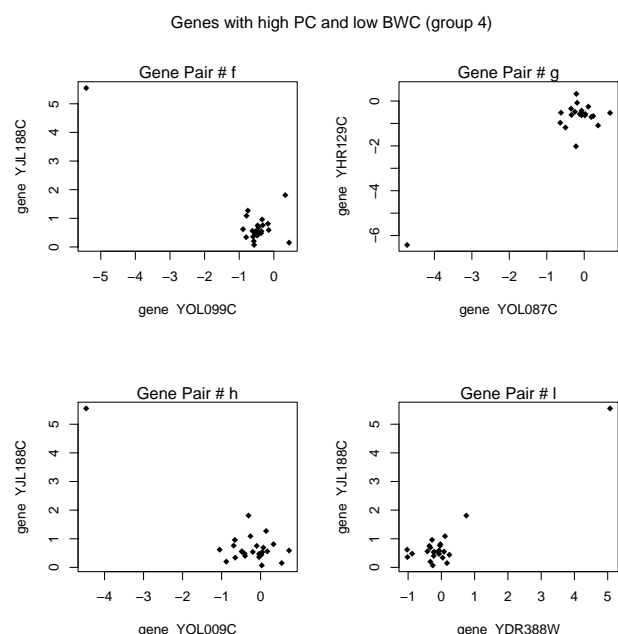 Genes with high PC and low BWC (group 4)
Gene Pair # f
gene YJL188C
0 1 2 3 4 5
−5 −4 −3 −2 −1 0
gene YOL099C
Gene Pair # g
gene YHR129C
−6 −4 −2 0
−4 −3 −2 −1 0
gene YOL087C
Gene Pair # h
gene YJL188C
0 1 2 3 4 5
−4 −3 −2 −1 0
gene YOL009C
Gene Pair # l
gene YJL188C
0 1 2 3 4 5
−1 0 1 2 3 4 5
gene YDR388W